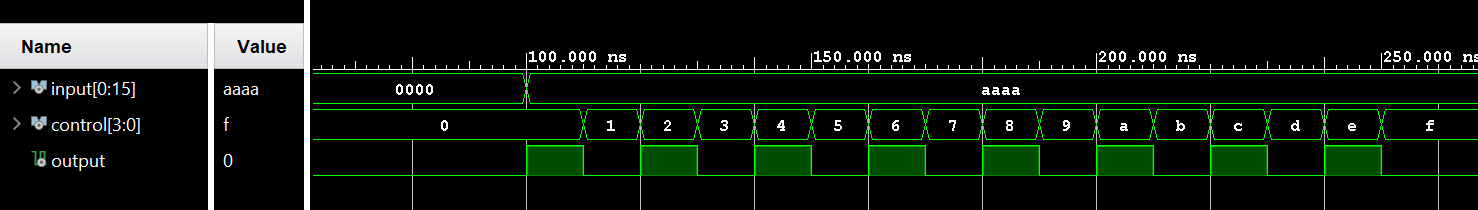 Name Value
100.000 ns 150.000 ns 200.000 ns 250.000 ns
input[0:15] aaaa 0000 aaaa
control[3:0] f 0 1 2 3 4 5 6 7 8 9 a b c d e f
output 0